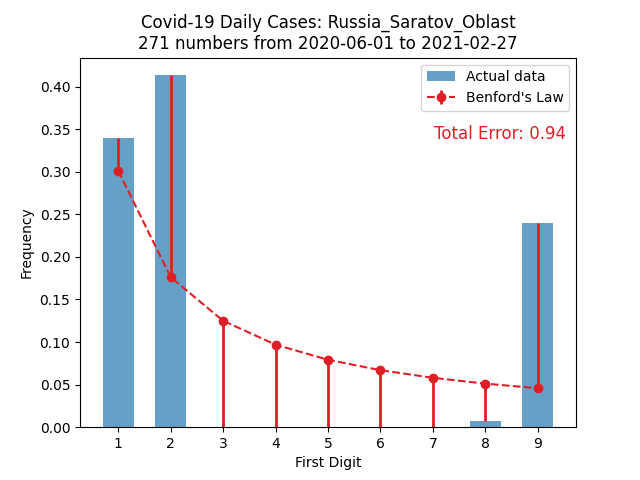 Covid-19 Daily Cases: Russia_Saratov_Oblast
271 numbers from 2020-06-01 to 2021-02-27
Actual data
Benford's Law
Total Error: 0.94
Frequency
0.40
0.35
0.30
0.25
0.20
0.15
0.10
0.05
0.00
1 2 3 4 5 6 7 8 9
First Digit